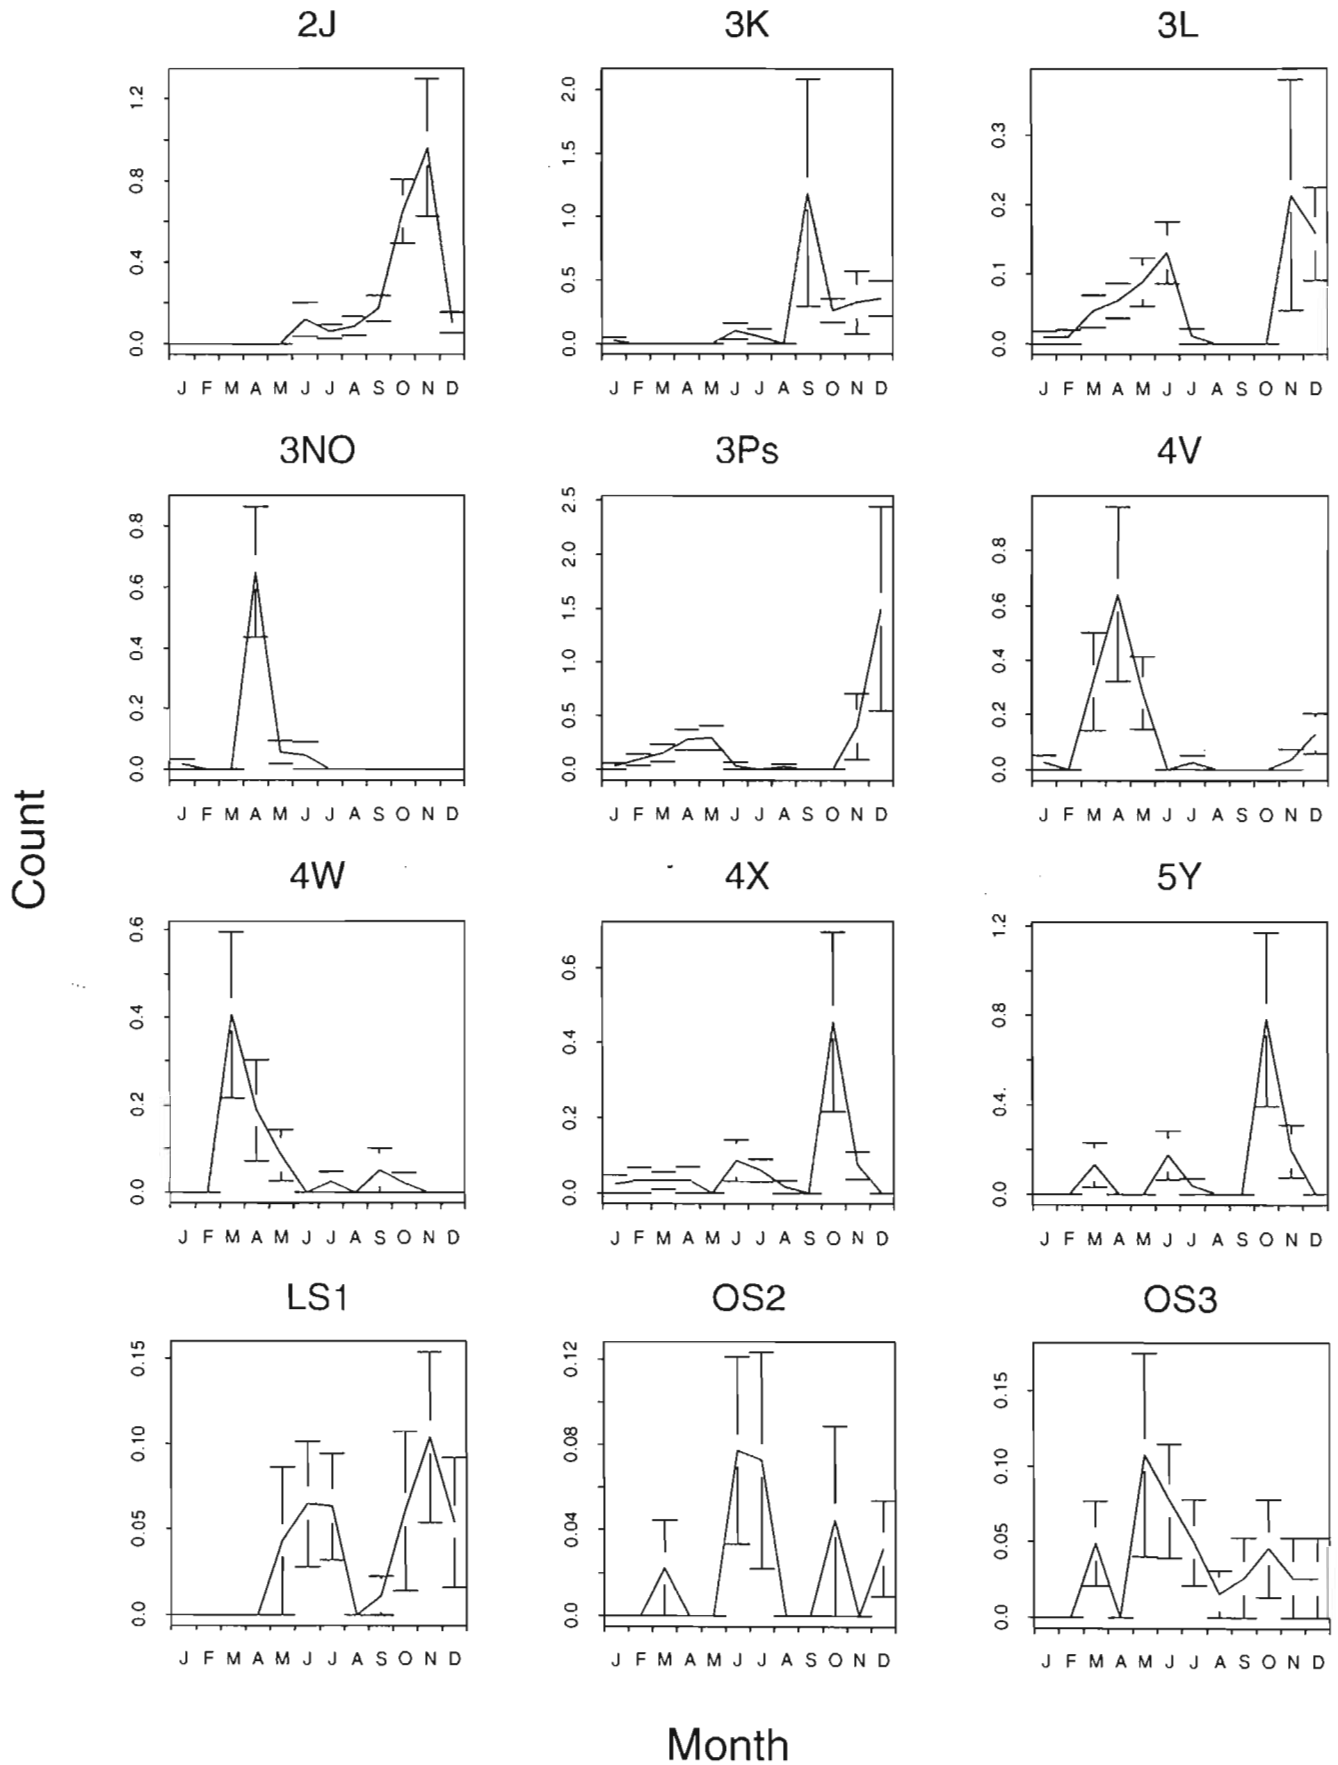 2J 3K 3L
1.2 2.0 0.3
0.8 1.5 0.2
0.4 1.0 0.1
0.0 0.5 0.0
0.0
J F M A M J J A S O N D J F M A M J J A S O N D J F M A M J J A S O N D
3NO 3Ps 4V
0.8 2.5 0.8
0.6 2.0 0.6
0.4 1.5 0.4
0.2 1.0 0.2
0.0 0.5 0.0
0.0
J F M A M J J A S O N D J F M A M J J A S O N D J F M A M J J A S O N D
Count
4W 4X 5Y
0.6 0.6 1.2
0.4 0.4 0.8
0.2 0.2 0.4
0.0 0.0 0.0
J F M A M J J A S O N D J F M A M J J A S O N D J F M A M J J A S O N D
LS1 OS2 OS3
0.15 0.12 0.15
0.10 0.08 0.10
0.05 0.04 0.05
0.0 0.0 0.0
J F M A M J J A S O N D J F M A M J J A S O N D J F M A M J J A S O N D
Month